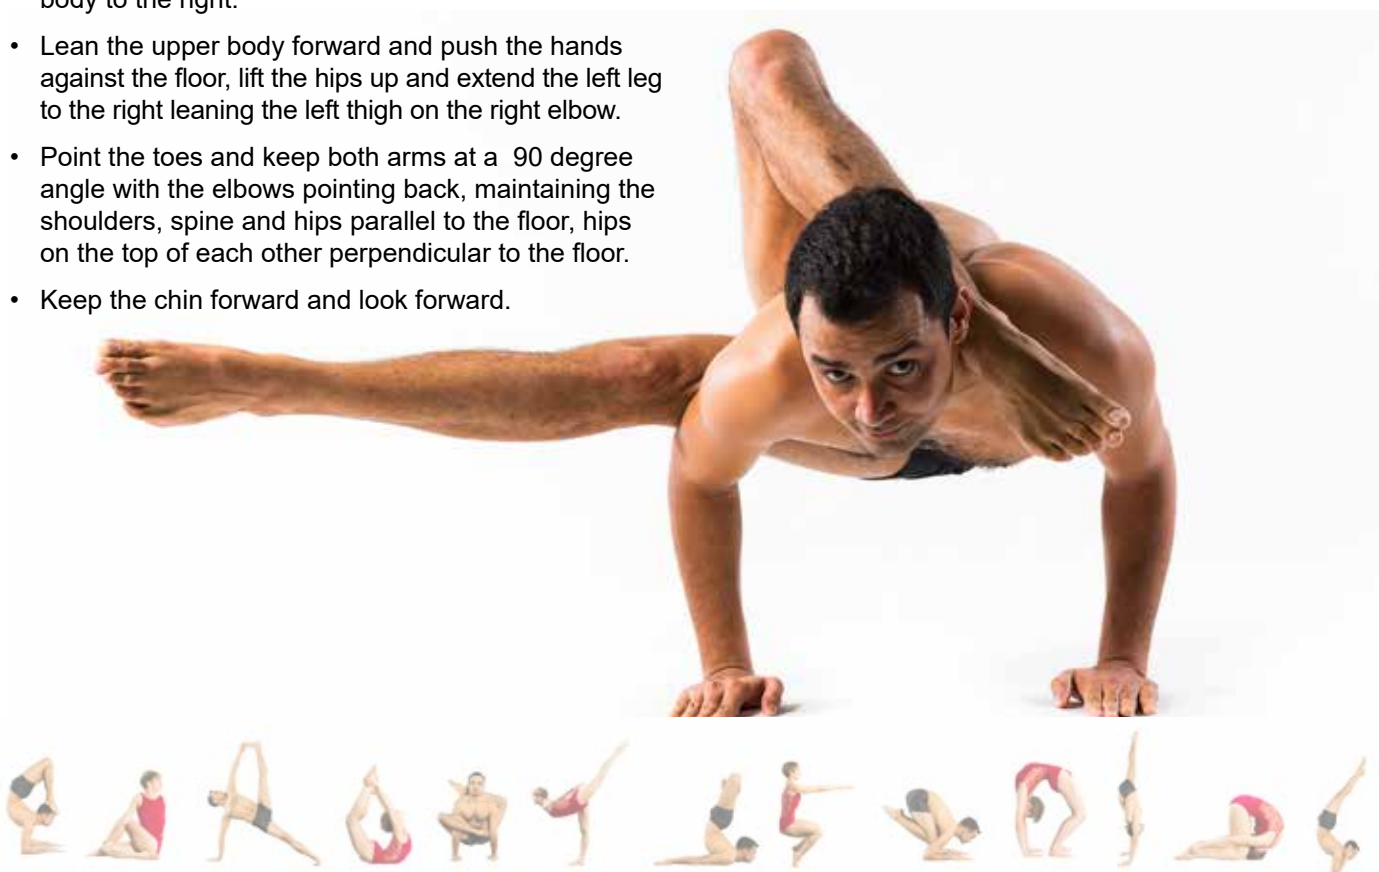 body to the right.
• Lean the upper body forward and push the hands
against the floor, lift the hips up and extend the left leg
to the right leaning the left thigh on the right elbow.
• Point the toes and keep both arms at a  90 degree
angle with the elbows pointing back, maintaining the
shoulders, spine and hips parallel to the floor, hips
on the top of each other perpendicular to the floor.
• Keep the chin forward and look forward.